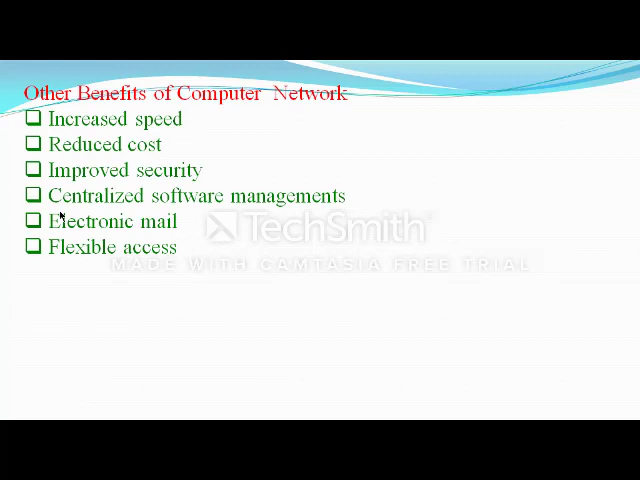 Other Benefits of Computer Network
Increased speed
Reduced cost
Improved security
Centralized software managements
Electronic mail
Flexible access
TechSmith
MADE WITH CAMTASIA FREE TRIAL